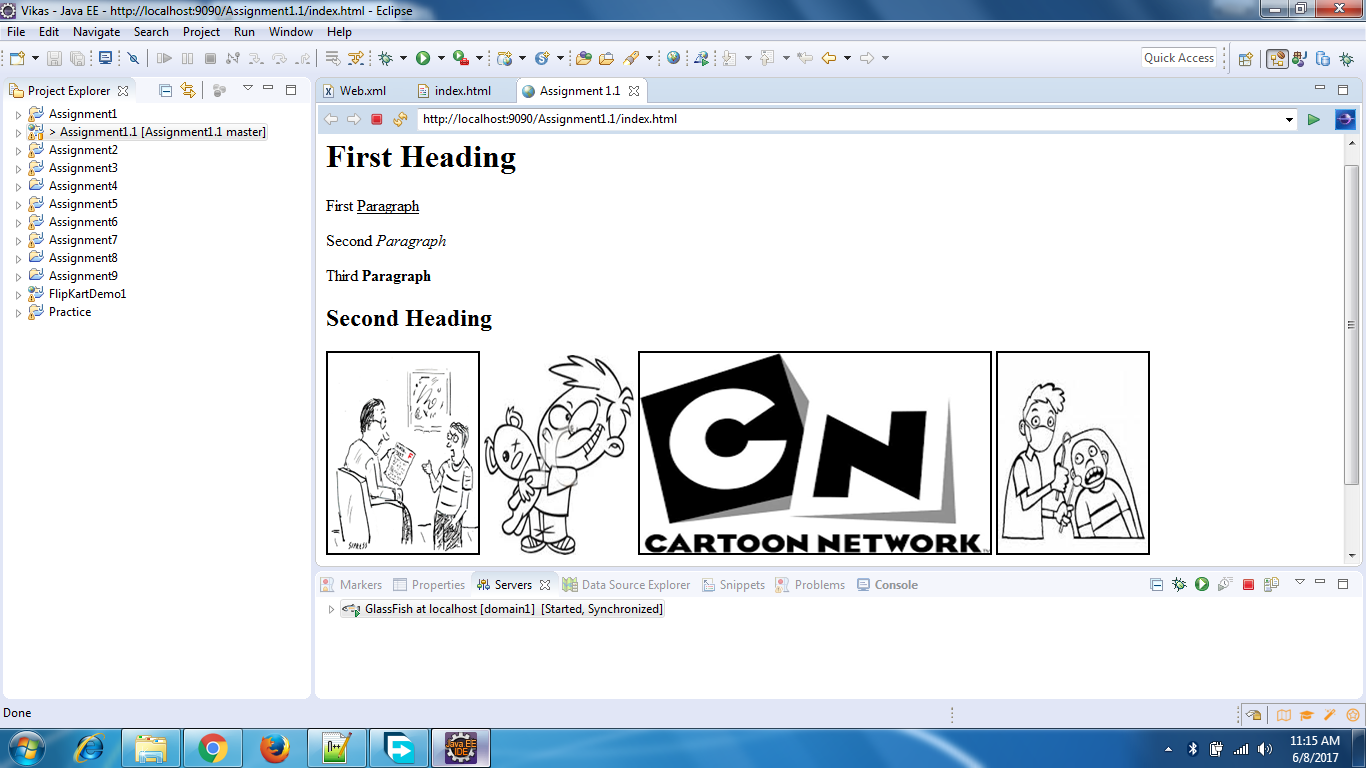 Vikas - Java EE - http://localhost:9090/Assignment1.1/index.html - Eclipse
File Edit Navigate Search Project Run Window Help
Quick Access
Project Explorer
Assignment1
> Assignment1.1 [Assignment1.1 master]
Assignment2
Assignment3
Assignment4
Assignment5
Assignment6
Assignment7
Assignment8
Assignment9
FlipKartDemo1
Practice
Web.xml index.html Assignment 1.1
http://localhost:9090/Assignment1.1/index.html
First Heading
First Paragraph
Second Paragraph
Third Paragraph
Second Heading
SIPRESS
CN
CARTOON NETWORK
Markers Properties Servers Data Source Explorer Snippets Problems Console
GlassFish at localhost [domain1] [Started, Synchronized]
Done
Java EE
IDE
11:15 AM
6/8/2017